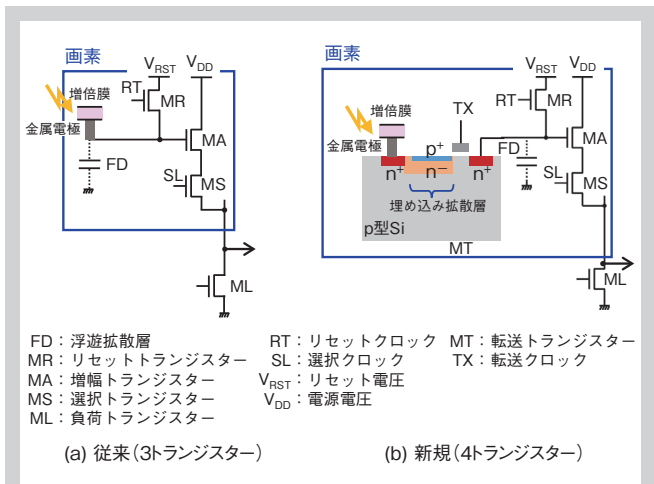 画素
V_RST V_DD
RT MR
増倍膜
金属電極
MA
FD
SL MS
ML
画素
V_RST V_DD
RT MR
増倍膜 TX
金属電極 MA
p⁺ FD
n⁺ n⁻ n⁺ SL MS
埋め込み拡散層
p型Si
MT
ML
FD：浮遊拡散層
MR：リセットトランジスター
MA：増幅トランジスター
MS：選択トランジスター
ML：負荷トランジスター
RT：リセットクロック
SL：選択クロック
V_RST：リセット電圧
V_DD：電源電圧
MT：転送トランジスター
TX：転送クロック
(a) 従来（3トランジスター）
(b) 新規（4トランジスター）